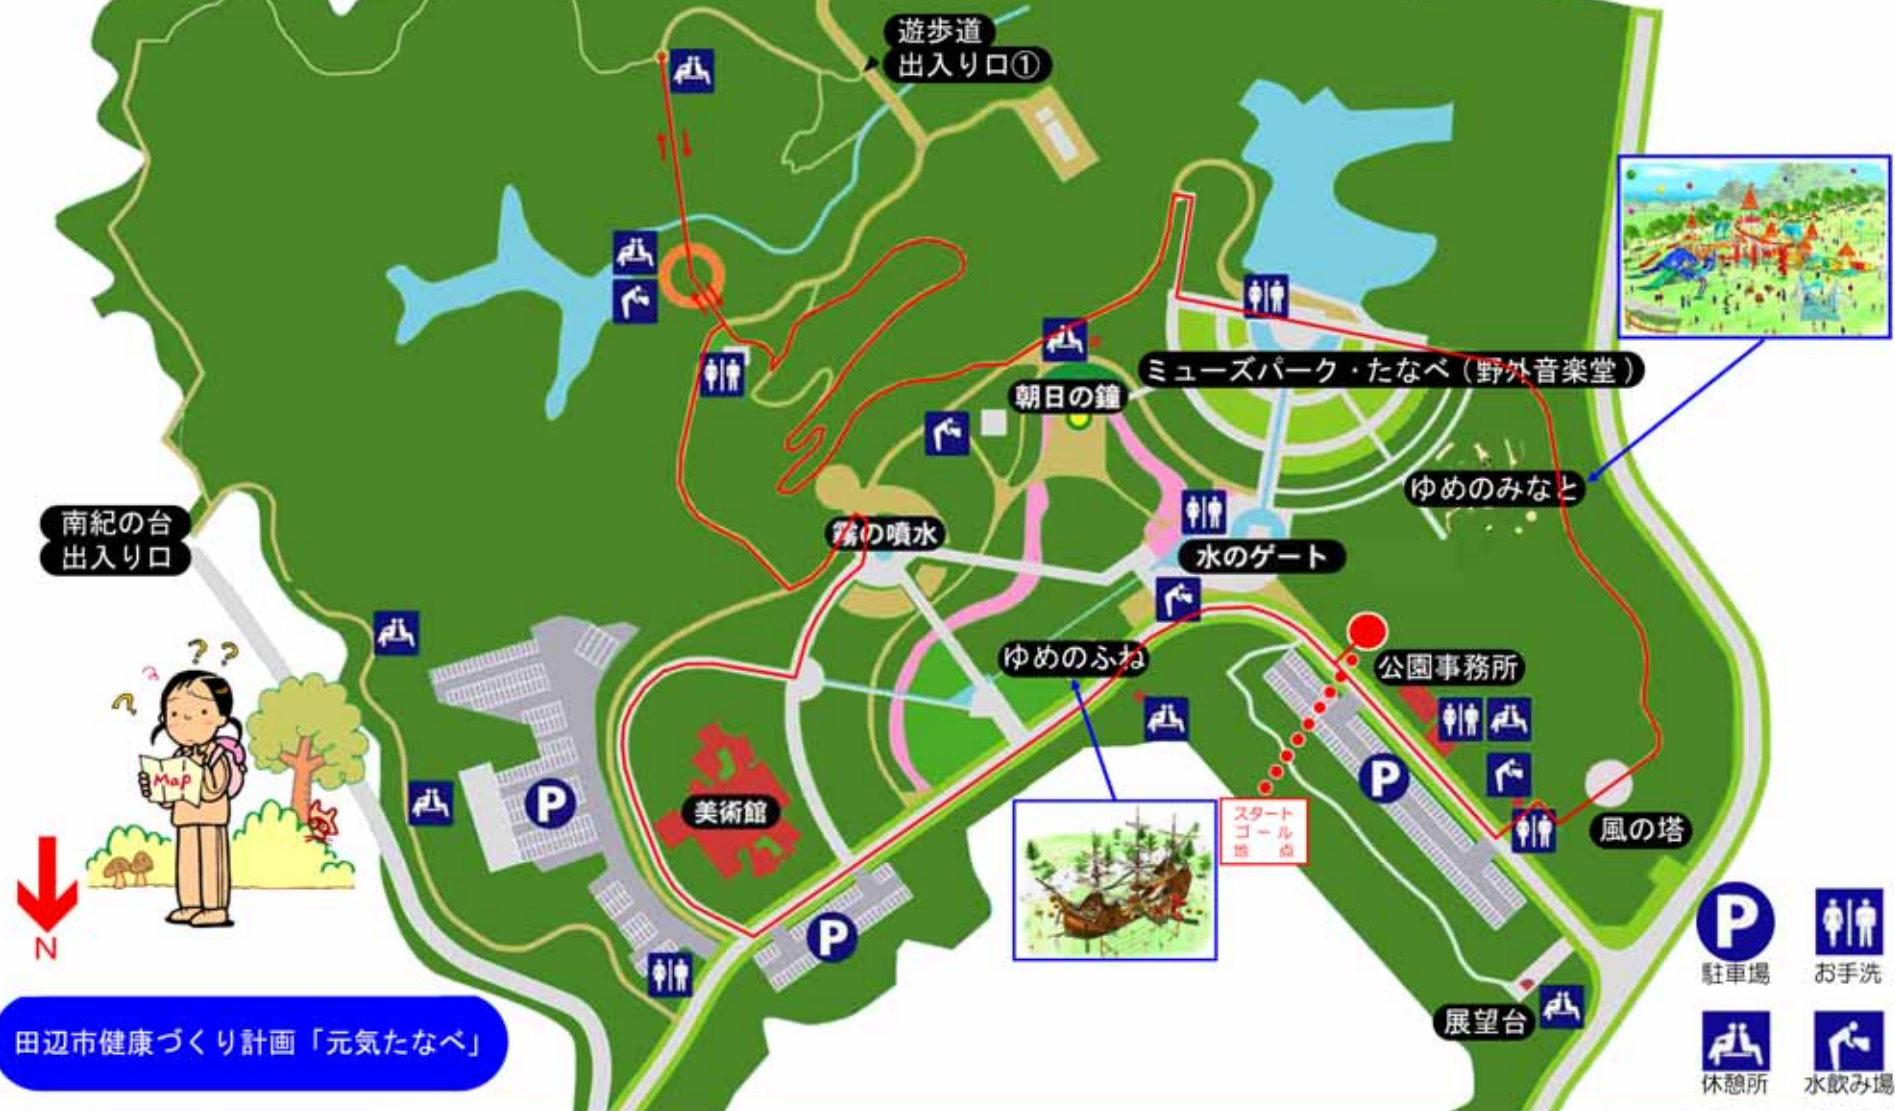 遊歩道
出入り口①
ミューズパーク・たなべ（野外音楽堂）
朝日の鐘
ゆめのみなと
南紀の台
出入り口
霧の噴水
水のゲート
ゆめのふね
公園事務所
? ?
?
?
Map
P
美術館
P
スタート
ゴール
地 点
風の塔
N
P
P
駐車場
お手洗
展望台
田辺市健康づくり計画「元気たなべ」
休憩所
水飲み場